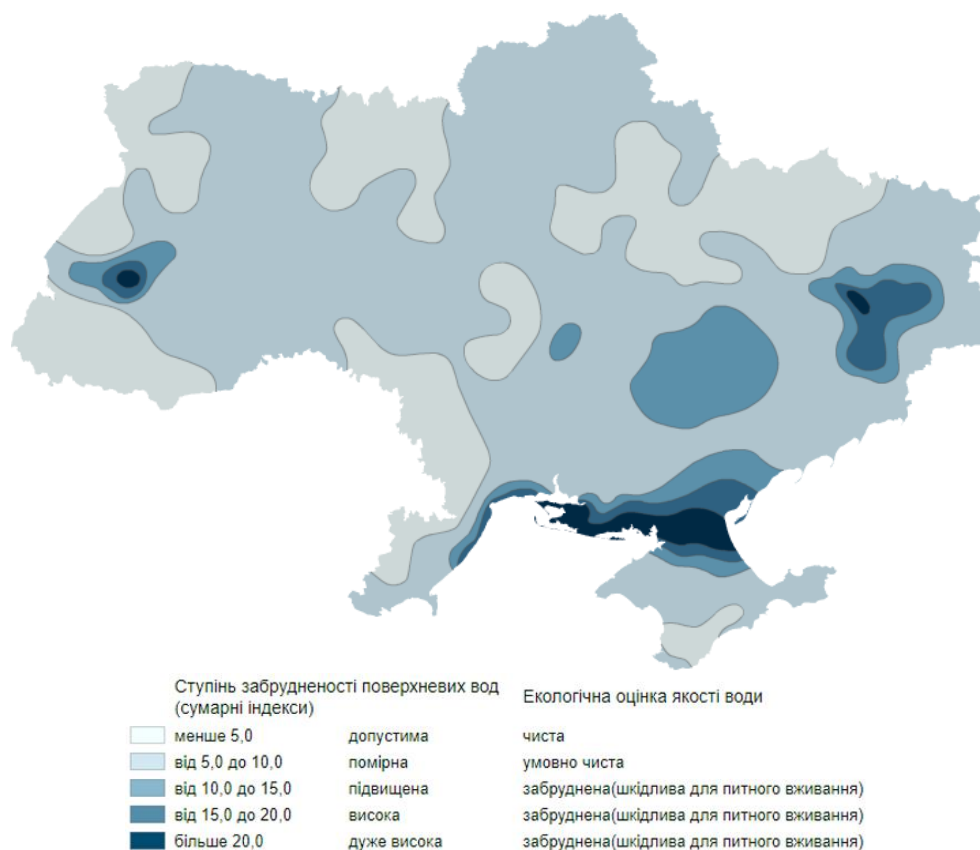 Ступінь забрудненості поверхневих вод
(сумарні індекси)
Екологічна оцінка якості води
менше 5,0 допустима чиста
від 5,0 до 10,0 помірна умовно чиста
від 10,0 до 15,0 підвищена забруднена(шкідлива для питного вживання)
від 15,0 до 20,0 висока забруднена(шкідлива для питного вживання)
більше 20,0 дуже висока забруднена(шкідлива для питного вживання)